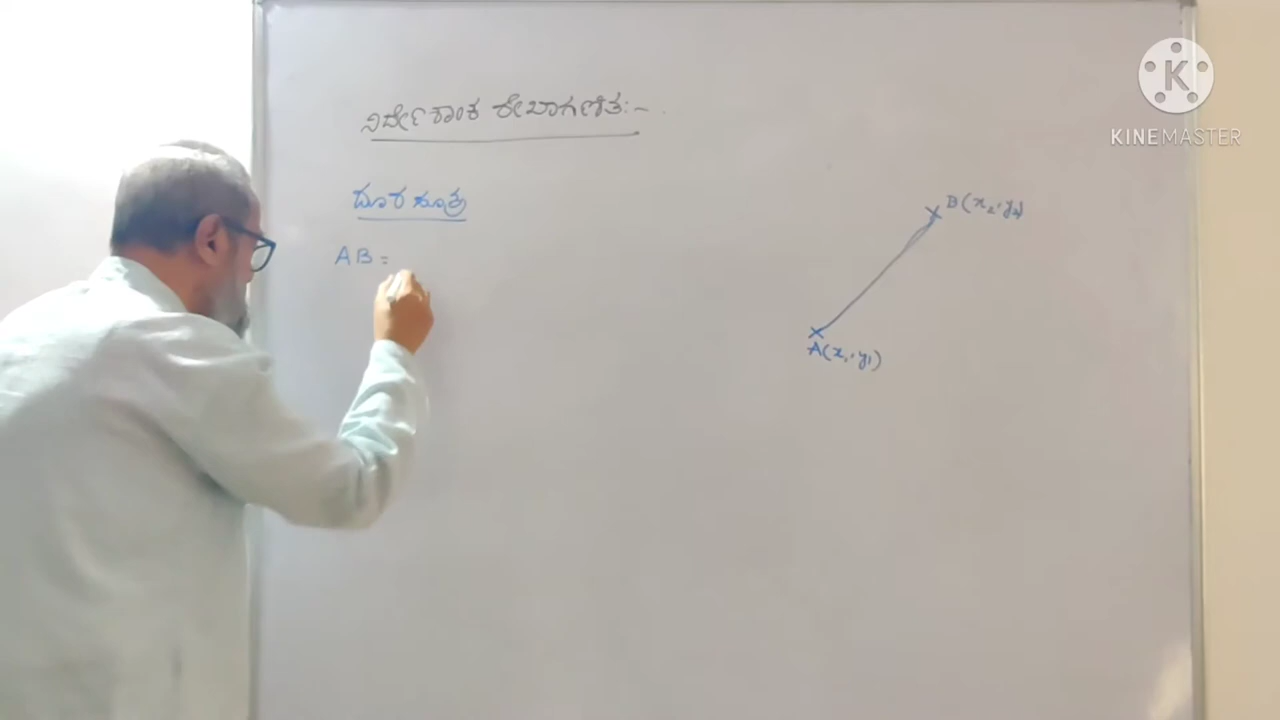 ನಿರ್ದೇಶಾಂಕ ರೇಖಾಗಣಿತ:-
ದೂರ ಸೂತ್ರ
AB =
B(x₂, y₂)
A(x₁, y₁)
K
KINEMASTER